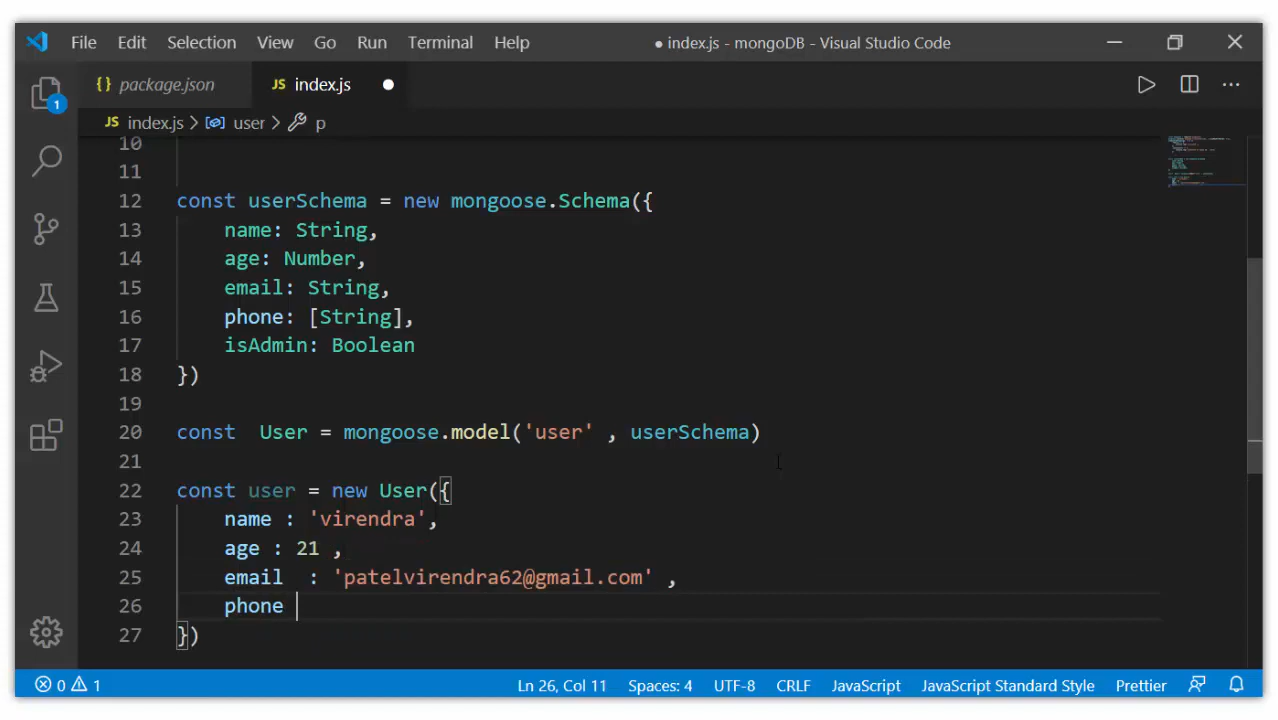 File Edit Selection View Go Run Terminal Help ● index.js - mongoDB - Visual Studio Code
{} package.json JS index.js ●
JS index.js > user > p
10
11
12 const userSchema = new mongoose.Schema({
13 name: String,
14 age: Number,
15 email: String,
16 phone: [String],
17 isAdmin: Boolean
18 })
19
20 const  User = mongoose.model('user' , userSchema)
21
22 const user = new User({
23 name : 'virendra',
24 age : 21 ,
25 email  : 'patelvirendra62@gmail.com' ,
26 phone
27 })
1
0 1 Ln 26, Col 11 Spaces: 4 UTF-8 CRLF JavaScript JavaScript Standard Style Prettier